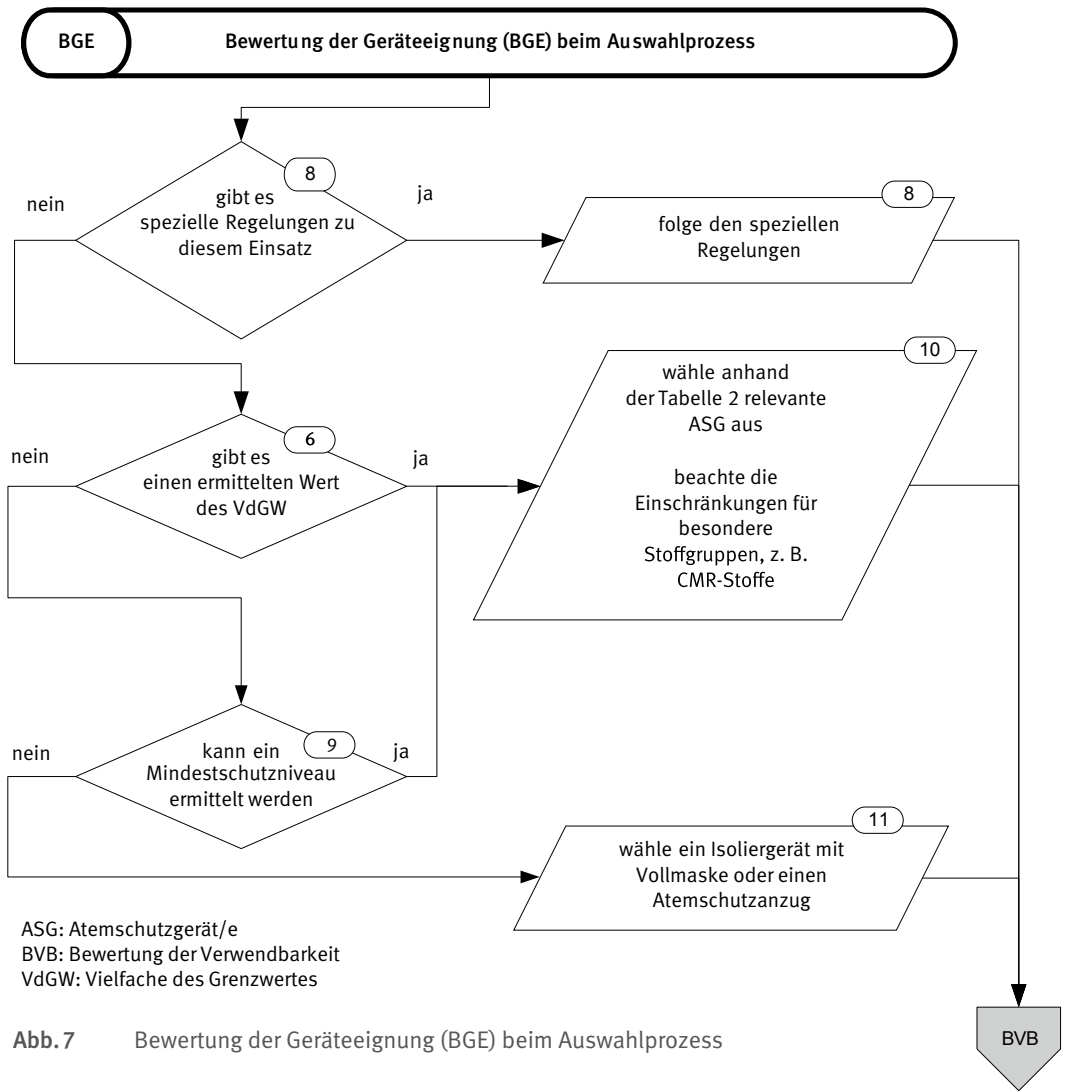 BGE
Bewertung der Geräteeignung (BGE) beim Auswahlprozess
8
nein
gibt es
spezielle Regelungen zu
diesem Einsatz
ja
8
folge den speziellen
Regelungen
6
nein
gibt es
einen ermittelten Wert
des VdGW
ja
10
wähle anhand
der Tabelle 2 relevante
ASG aus
beachte die
Einschränkungen für
besondere
Stoffgruppen, z. B.
CMR-Stoffe
9
nein
kann ein
Mindestschutzniveau
ermittelt werden
ja
11
wähle ein Isoliergerät mit
Vollmaske oder einen
Atemschutzanzug
ASG: Atemschutzgerät/e
BVB: Bewertung der Verwendbarkeit
VdGW: Vielfache des Grenzwertes
BVB
Abb. 7 Bewertung der Geräteeignung (BGE) beim Auswahlprozess